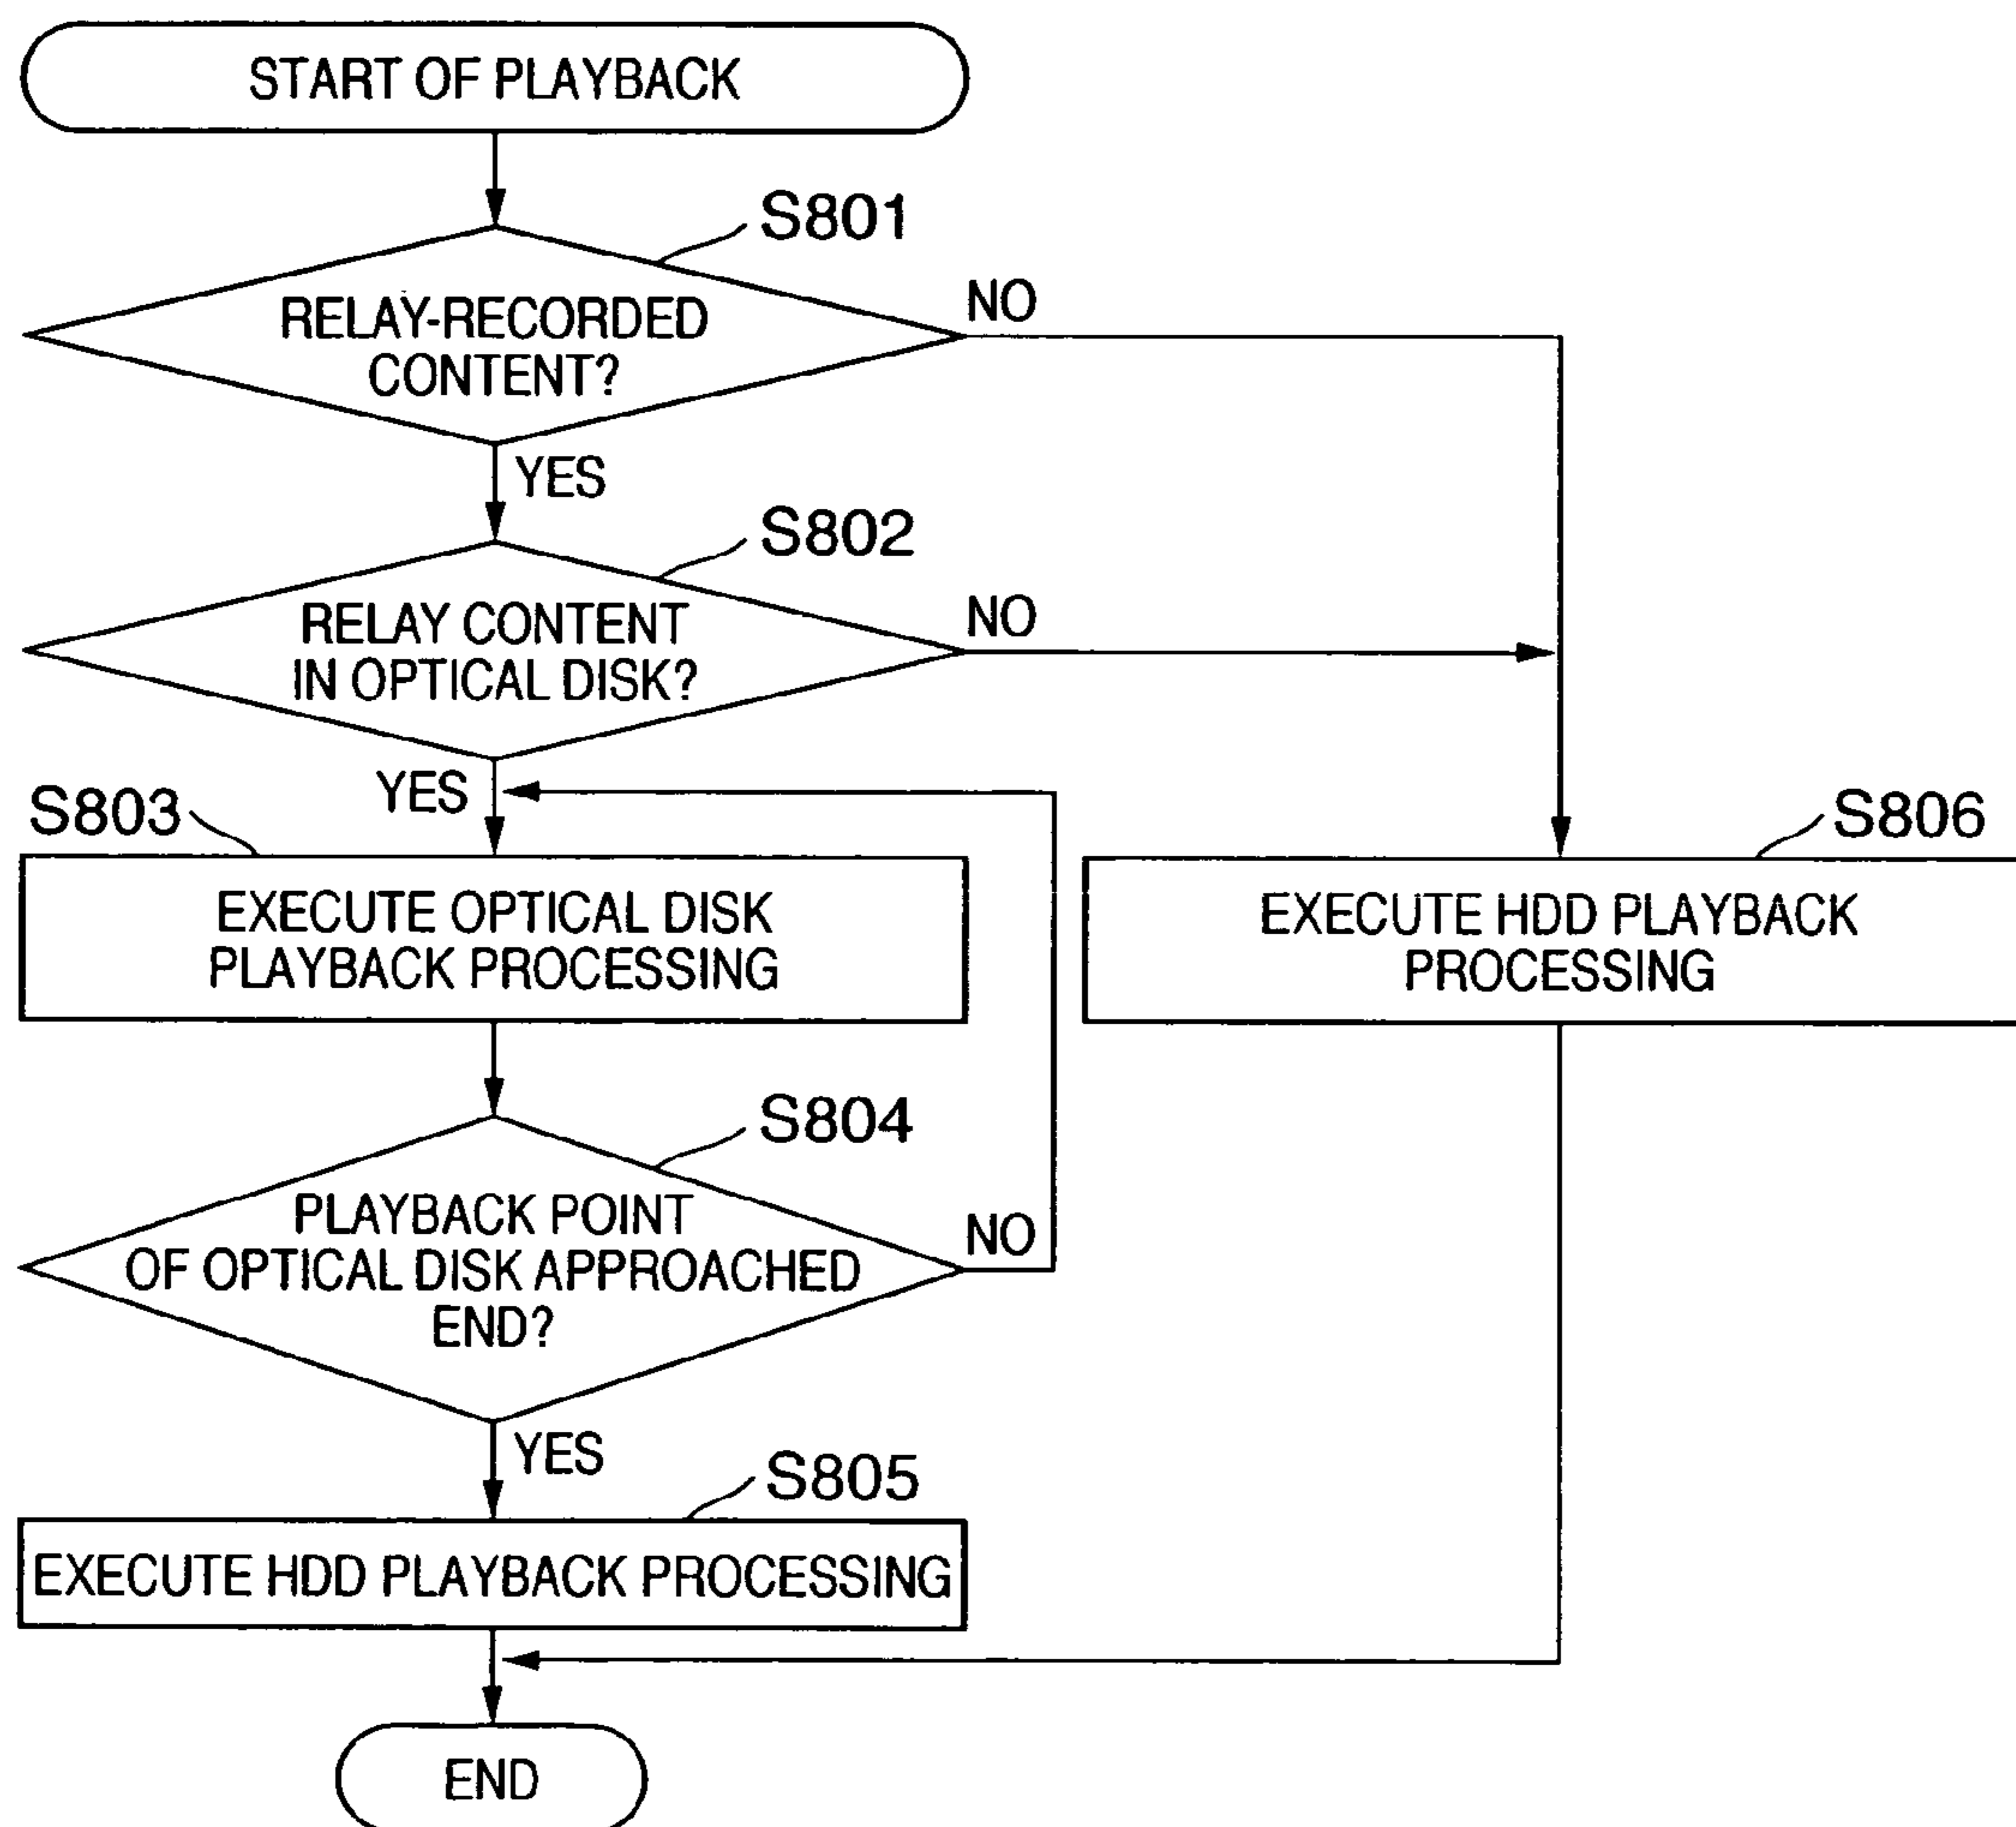 START OF PLAYBACK
S801
RELAY-RECORDED
CONTENT?
NO
YES
S802
RELAY CONTENT
IN OPTICAL DISK?
NO
YES
S803
EXECUTE OPTICAL DISK
PLAYBACK PROCESSING
S806
EXECUTE HDD PLAYBACK
PROCESSING
S804
PLAYBACK POINT
OF OPTICAL DISK APPROACHED
END?
NO
YES
S805
EXECUTE HDD PLAYBACK PROCESSING
END